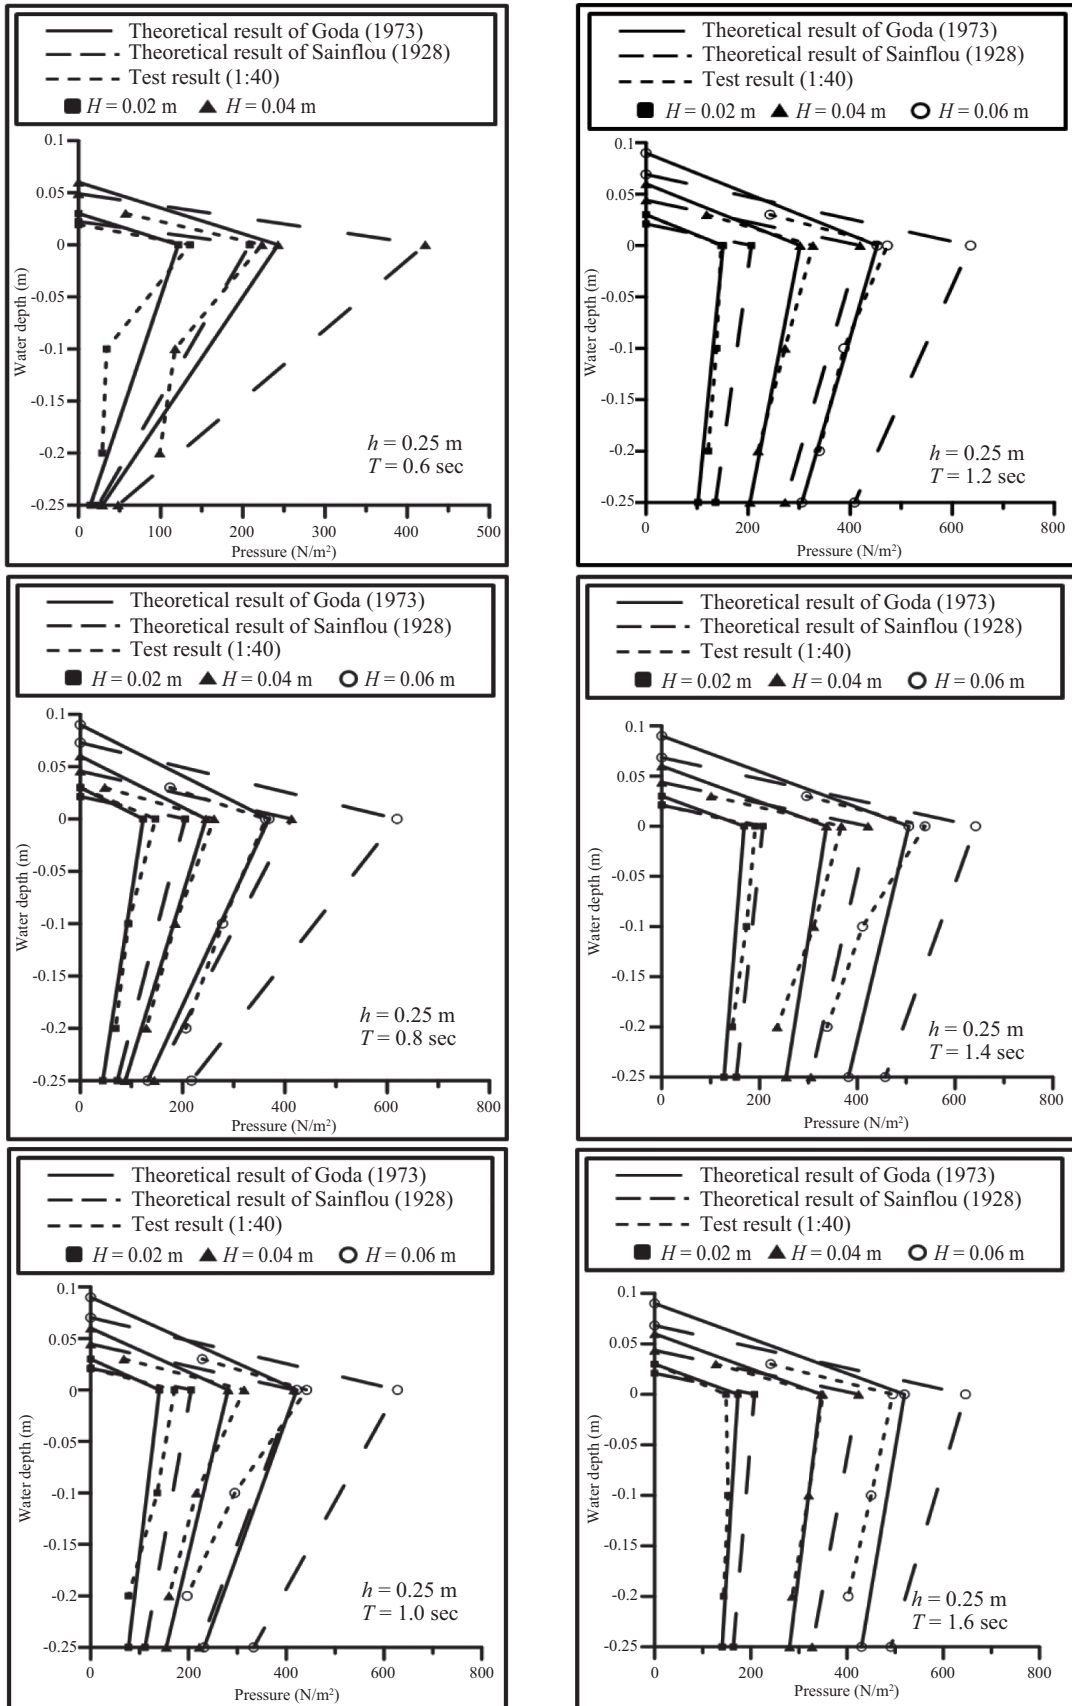 Theoretical result of Goda (1973)
Theoretical result of Sainflou (1928)
Test result (1:40)
H = 0.02 m H = 0.04 m
0.1
0.05
0
-0.05
-0.1
-0.15
-0.2
-0.25
Water depth (m)
h = 0.25 m
T = 0.6 sec
0 100 200 300 400 500
Pressure (N/m²)
Theoretical result of Goda (1973)
Theoretical result of Sainflou (1928)
Test result (1:40)
H = 0.02 m H = 0.04 m H = 0.06 m
0.1
0.05
0
-0.05
-0.1
-0.15
-0.2
-0.25
Water depth (m)
h = 0.25 m
T = 1.2 sec
0 200 400 600 800
Pressure (N/m²)
Theoretical result of Goda (1973)
Theoretical result of Sainflou (1928)
Test result (1:40)
H = 0.02 m H = 0.04 m H = 0.06 m
0.1
0.05
0
-0.05
-0.1
-0.15
-0.2
-0.25
Water depth (m)
h = 0.25 m
T = 0.8 sec
0 200 400 600 800
Pressure (N/m²)
Theoretical result of Goda (1973)
Theoretical result of Sainflou (1928)
Test result (1:40)
H = 0.02 m H = 0.04 m H = 0.06 m
0.1
0.05
0
-0.05
-0.1
-0.15
-0.2
-0.25
Water depth (m)
h = 0.25 m
T = 1.4 sec
0 200 400 600 800
Pressure (N/m²)
Theoretical result of Goda (1973)
Theoretical result of Sainflou (1928)
Test result (1:40)
H = 0.02 m H = 0.04 m H = 0.06 m
0.1
0.05
0
-0.05
-0.1
-0.15
-0.2
-0.25
Water depth (m)
h = 0.25 m
T = 1.0 sec
0 200 400 600 800
Pressure (N/m²)
Theoretical result of Goda (1973)
Theoretical result of Sainflou (1928)
Test result (1:40)
H = 0.02 m H = 0.04 m H = 0.06 m
0.1
0.05
0
-0.05
-0.1
-0.15
-0.2
-0.25
Water depth (m)
h = 0.25 m
T = 1.6 sec
0 200 400 600 800
Pressure (N/m²)